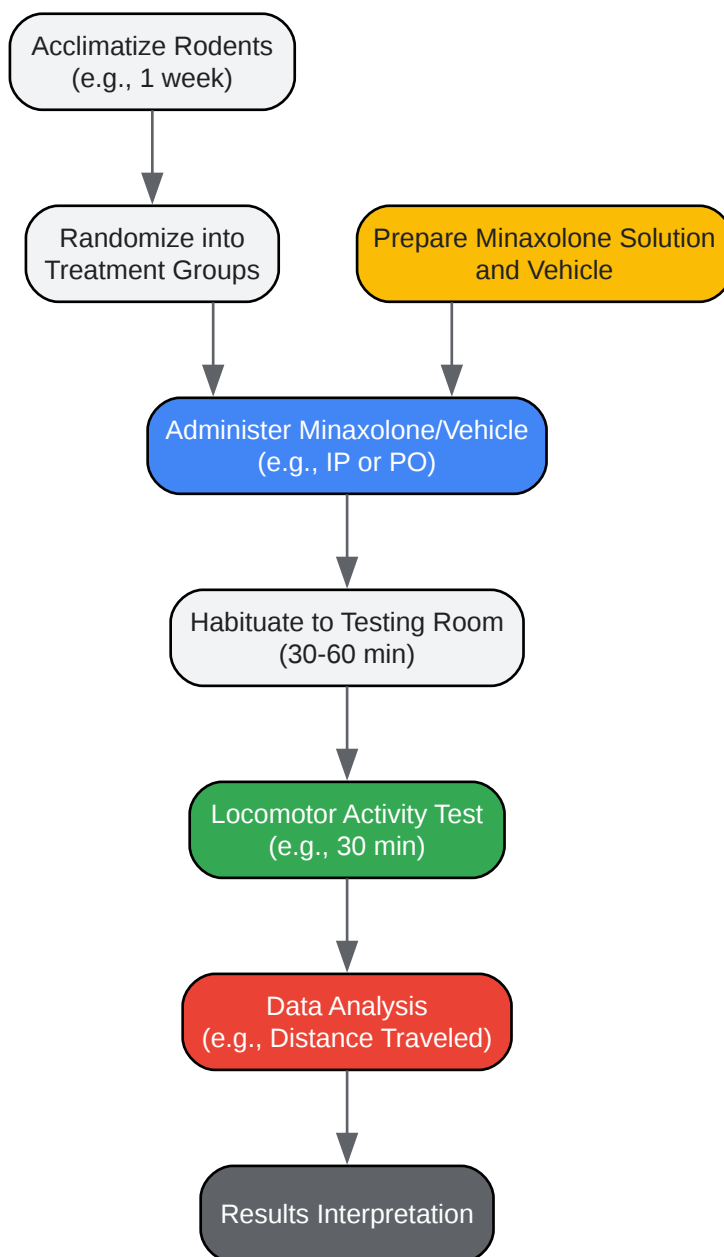 Acclimatize Rodents
(e.g., 1 week)
Randomize into
Treatment Groups
Prepare Minaxolone Solution
and Vehicle
Administer Minaxolone/Vehicle
(e.g., IP or PO)
Habituate to Testing Room
(30-60 min)
Locomotor Activity Test
(e.g., 30 min)
Data Analysis
(e.g., Distance Traveled)
Results Interpretation